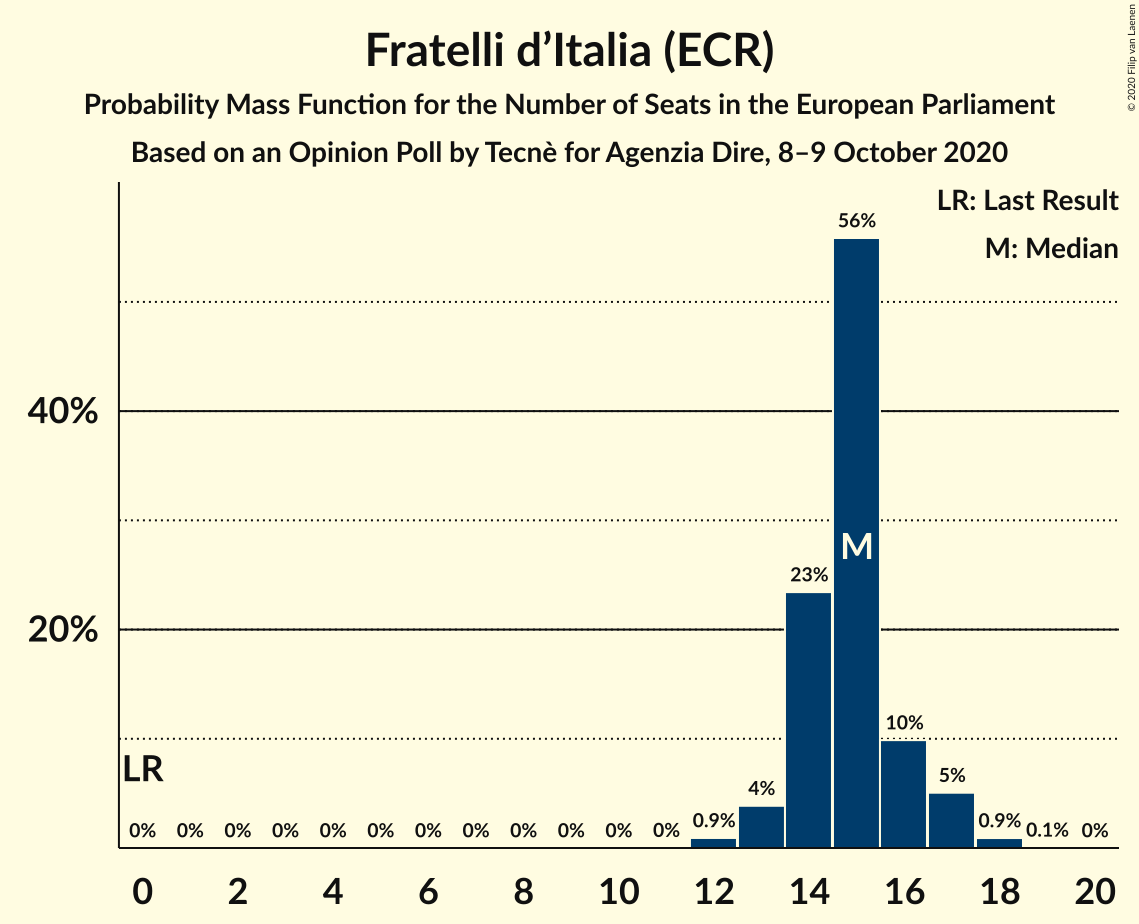 Fratelli d’Italia (ECR)
Probability Mass Function for the Number of Seats in the European Parliament
Based on an Opinion Poll by Tecnè for Agenzia Dire, 8–9 October 2020
© 2020 Filip van Laenen
LR: Last Result
M: Median
56%
40%
M
23%
20%
10%
LR
5%
4%
0% 0% 0% 0% 0% 0% 0% 0% 0% 0% 0% 0% 0.9% 0.9% 0.1% 0%
0 2 4 6 8 10 12 14 16 18 20